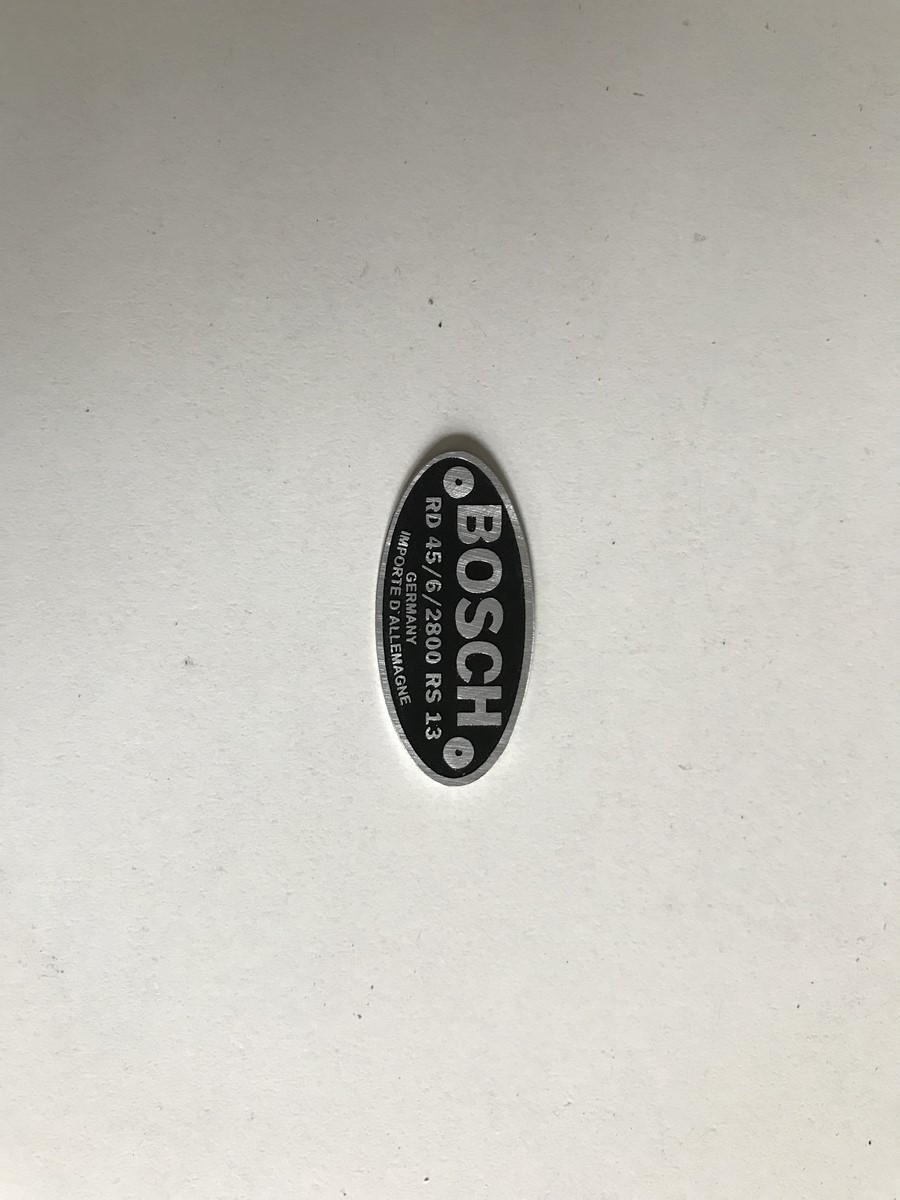 BOSCH
RD 45/6/2800 RS 13
GERMANY
IMPORTE D'ALLEMAGNE